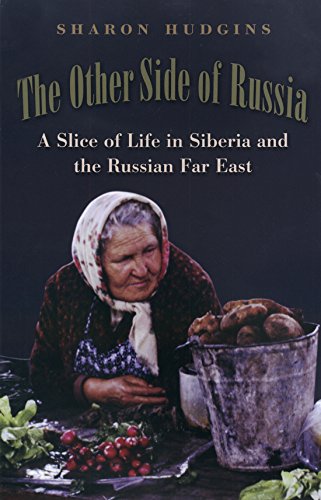 SHARON HUDGINS
The Other Side of Russia
A Slice of Life in Siberia and
the Russian Far East